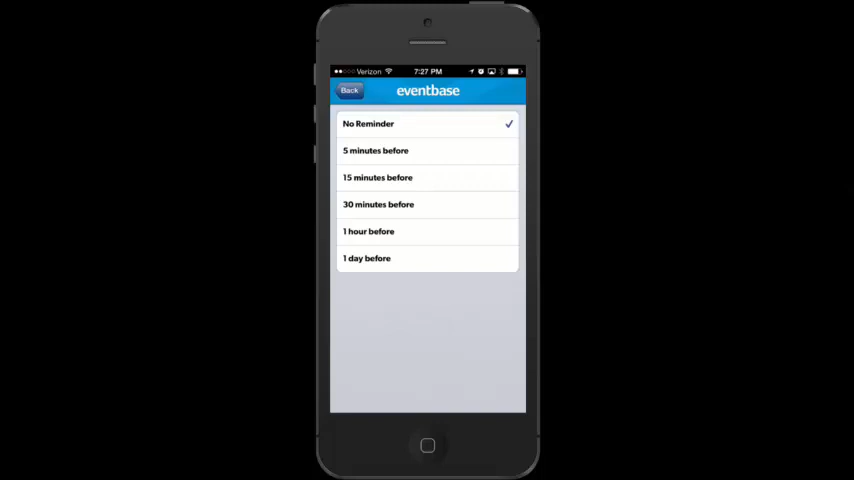 Verizon 7:27 PM
Back eventbase
No Reminder
5 minutes before
15 minutes before
30 minutes before
1 hour before
1 day before